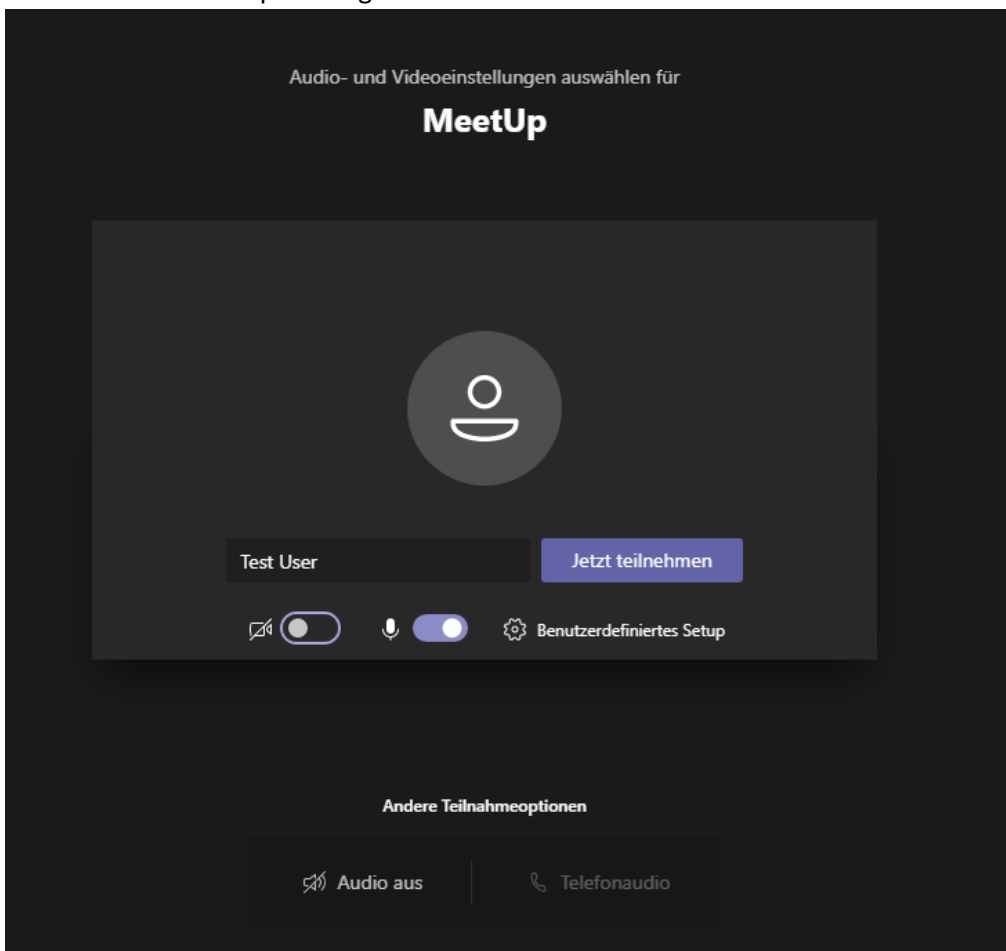 Audio- und Videoeinstellungen auswählen für
MeetUp
Test User
Jetzt teilnehmen
Benutzerdefiniertes Setup
Andere Teilnahmeoptionen
Audio aus
Telefonaudio